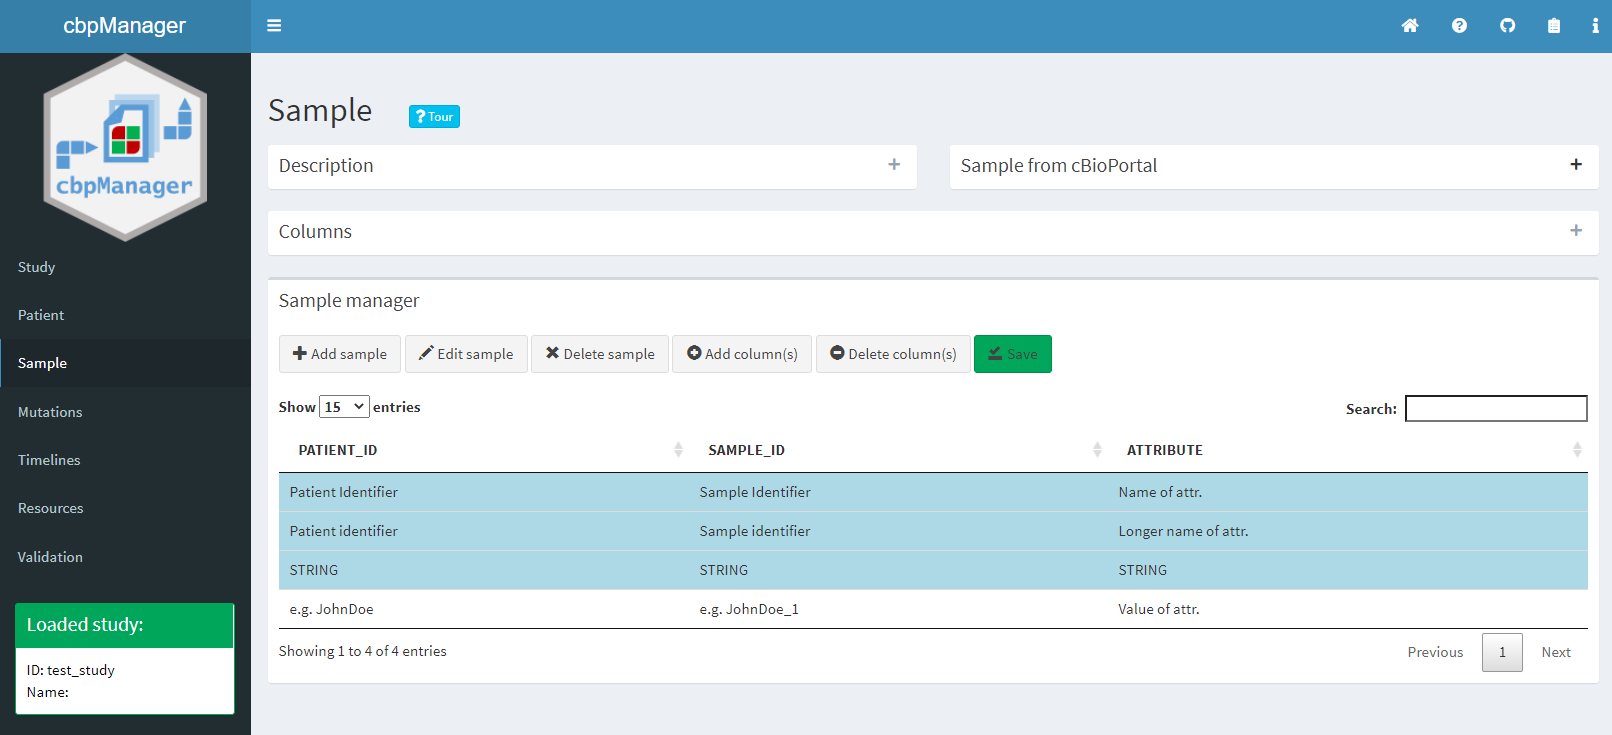 cbpManager
cbpManager
Study
Patient
Sample
Mutations
Timelines
Resources
Validation
Loaded study:
ID: test_study
Name:
Sample
? Tour
Description
Sample from cBioPortal
Columns
Sample manager
Add sample Edit sample Delete sample Add column(s) Delete column(s) Save
Show 15 entries
Search:
PATIENT_ID SAMPLE_ID ATTRIBUTE
Patient Identifier Sample Identifier Name of attr.
Patient identifier Sample identifier Longer name of attr.
STRING STRING STRING
e.g. JohnDoe e.g. JohnDoe_1 Value of attr.
Showing 1 to 4 of 4 entries
Previous 1 Next